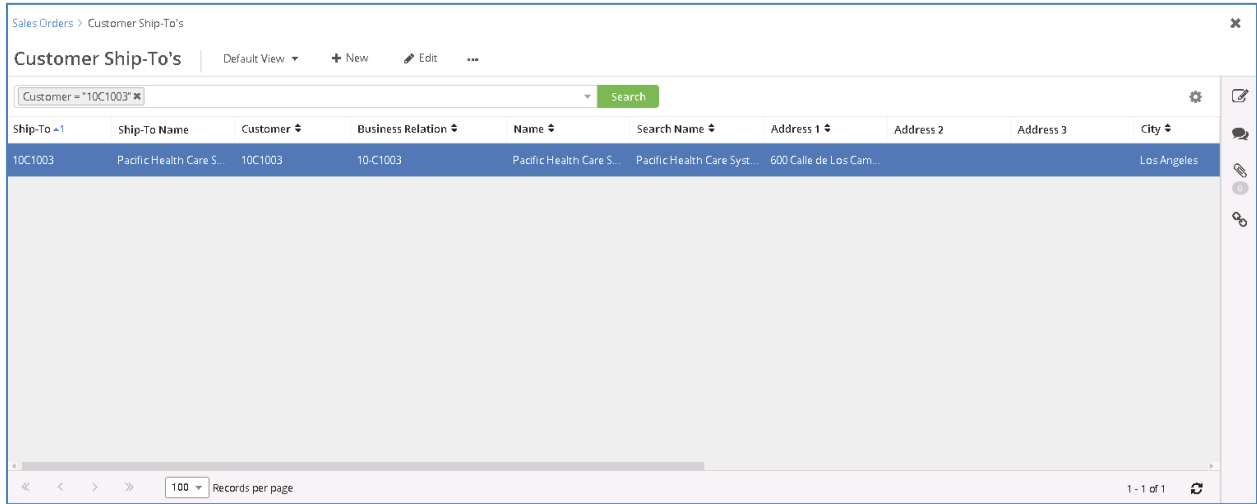 Sales Orders > Customer Ship-To's
Customer Ship-To's Default View New Edit ...
Customer = "10C1003" Search
Ship-To 1 Ship-To Name Customer Business Relation Name Search Name Address 1 Address 2 Address 3 City
10C1003 Pacific Health Care S... 10C1003 10-C1003 Pacific Health Care S... Pacific Health Care Syst... 600 Calle de Los Cam... Los Angeles
0
100 Records per page 1 - 1 of 1